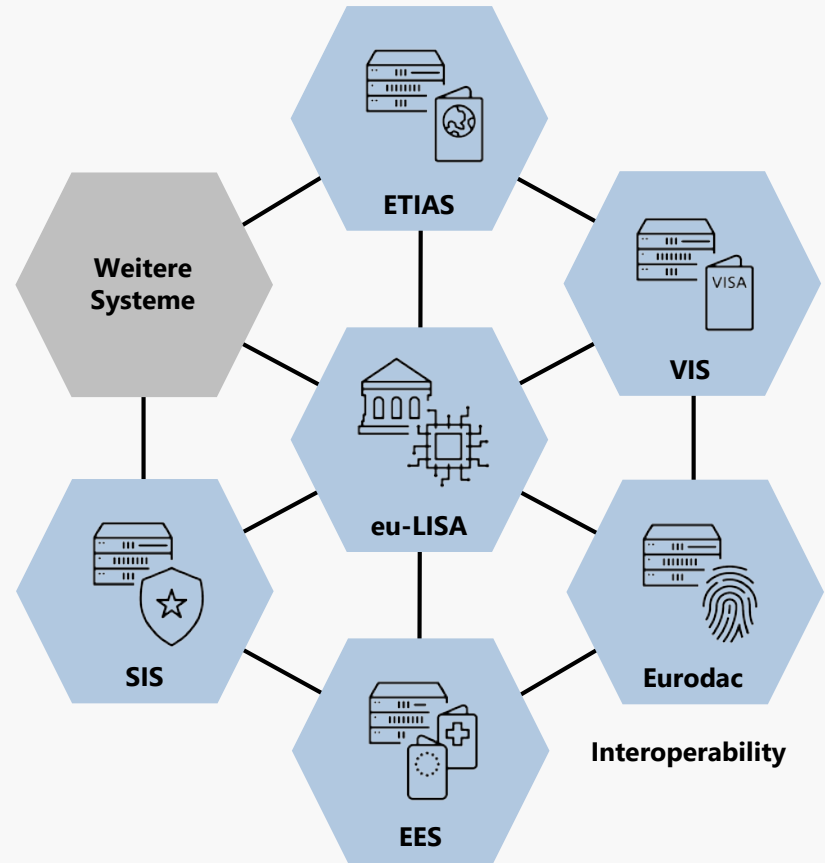 ETIAS
Weitere
Systeme
VISA
VIS
eu-LISA
SIS
Eurodac
Interoperability
EES